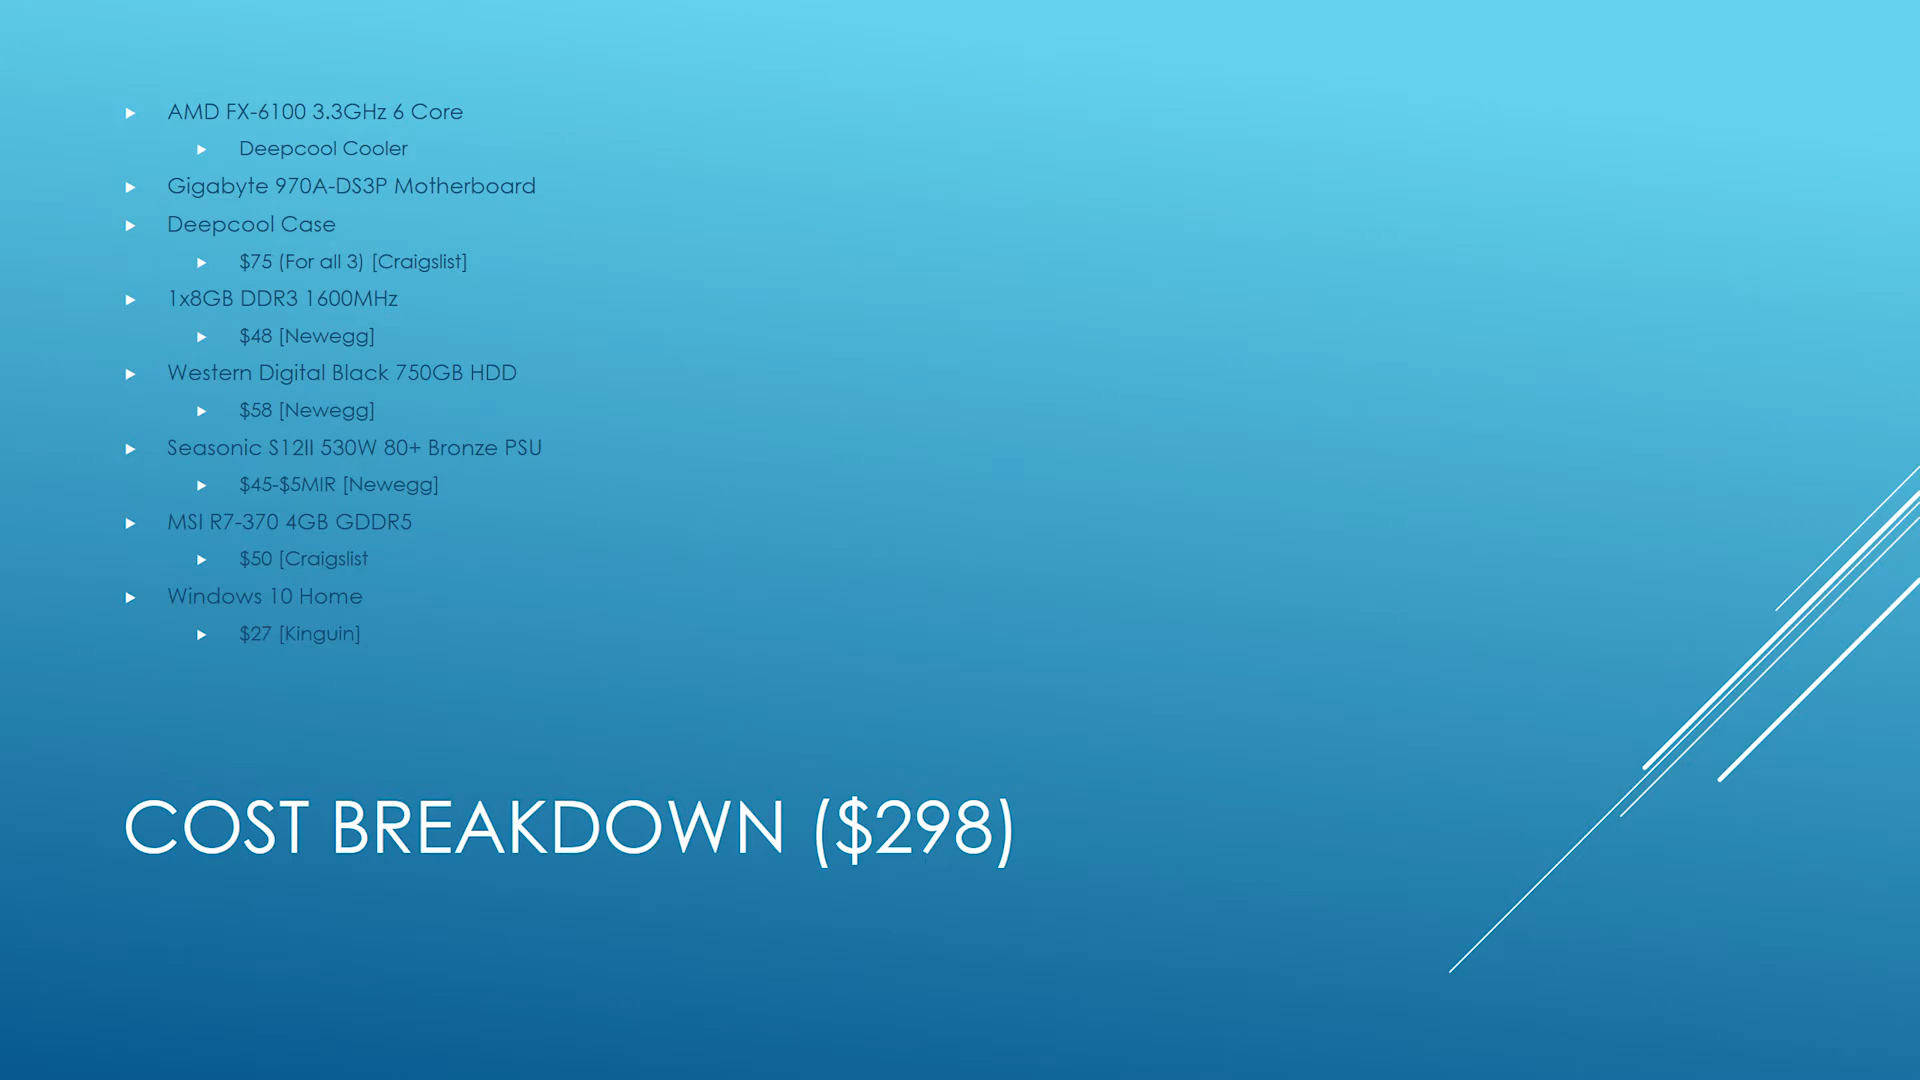 AMD FX-6100 3.3GHz 6 Core
Deepcool Cooler
Gigabyte 970A-DS3P Motherboard
Deepcool Case
$75 (For all 3) [Craigslist]
1x8GB DDR3 1600MHz
$48 [Newegg]
Western Digital Black 750GB HDD
$58 [Newegg]
Seasonic S12II 530W 80+ Bronze PSU
$45-$5MIR [Newegg]
MSI R7-370 4GB GDDR5
$50 [Craigslist
Windows 10 Home
$27 [Kinguin]
COST BREAKDOWN ($298)